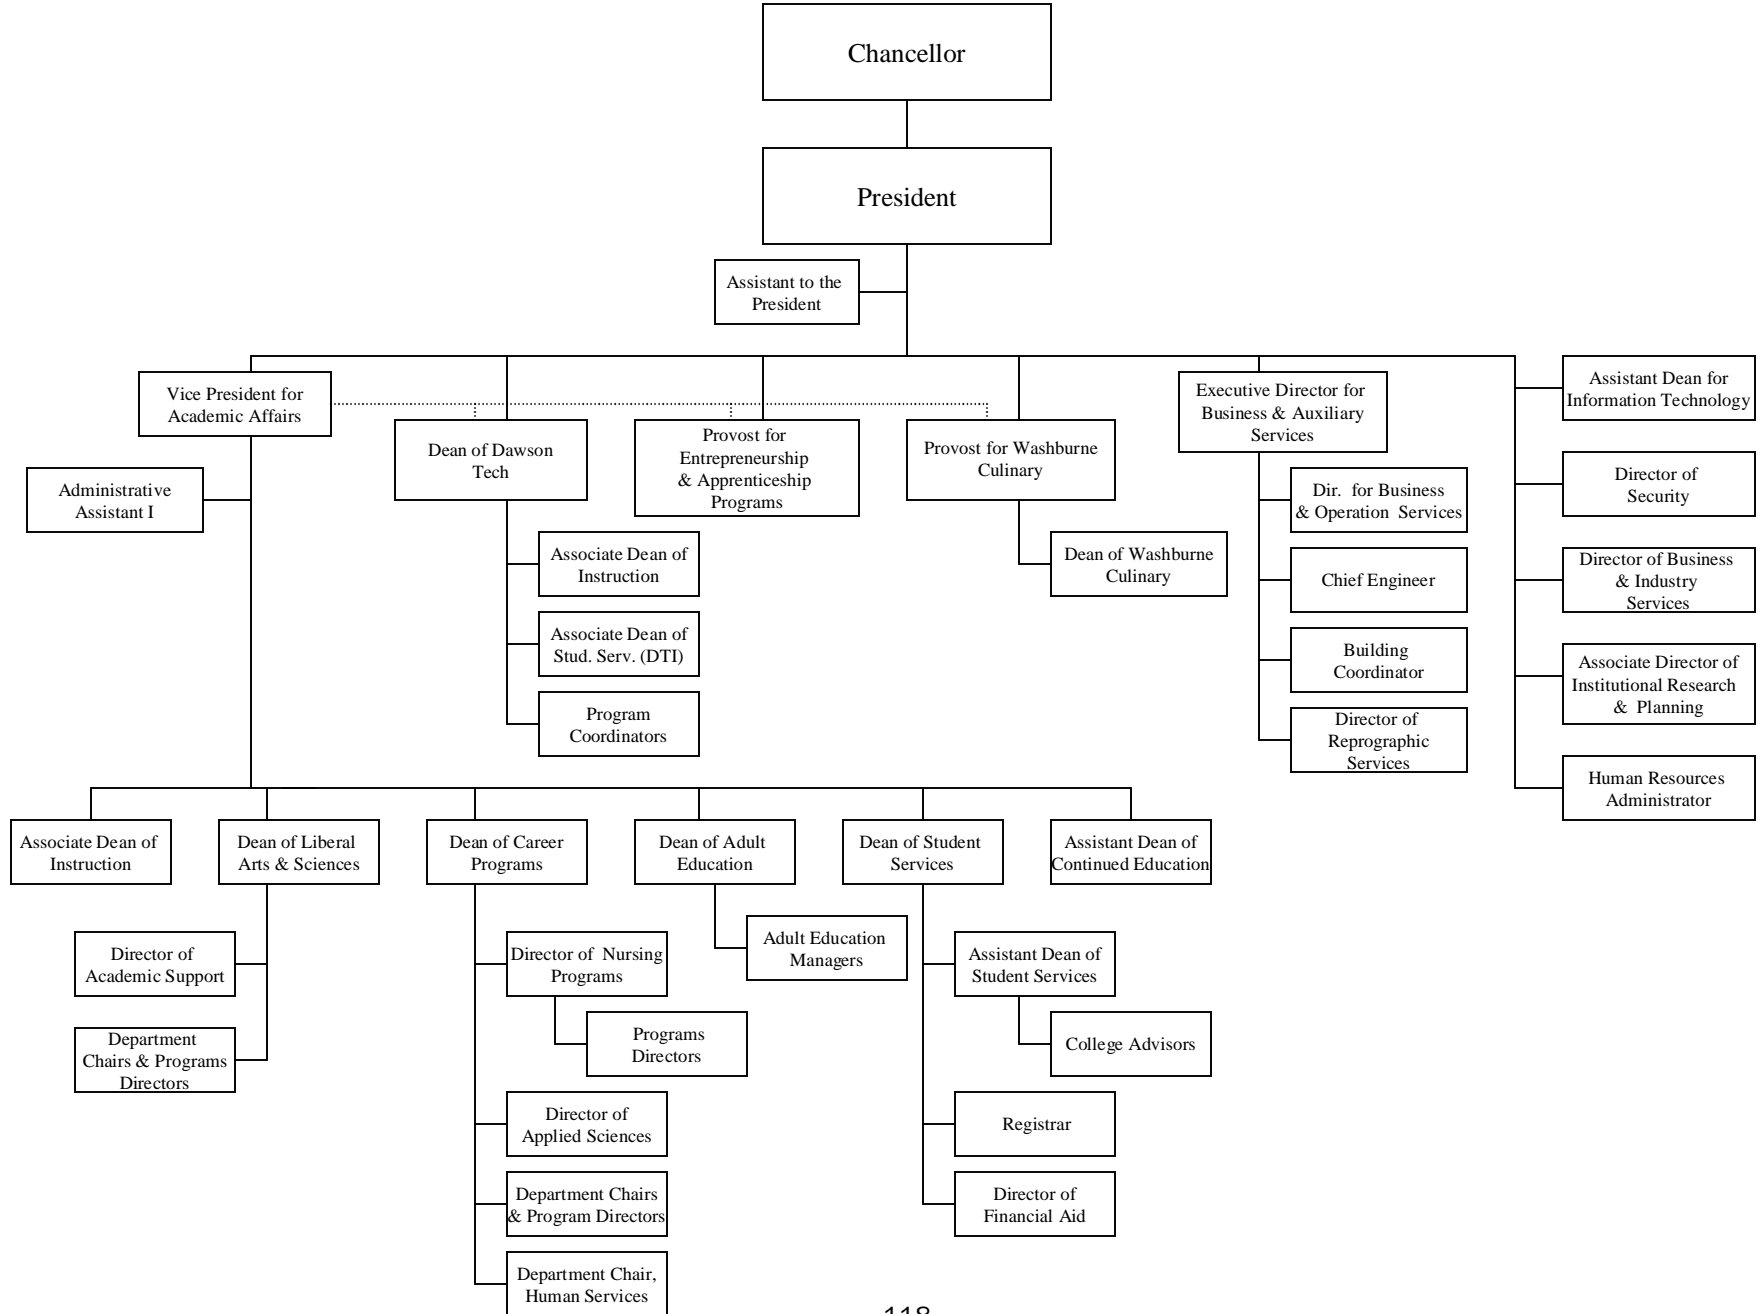 Chancellor
President
Assistant to the
President
Vice President for
Academic Affairs
Administrative
Assistant I
Dean of Dawson
Tech
Associate Dean of
Instruction
Associate Dean of
Stud. Serv. (DTI)
Program
Coordinators
Provost for
Entrepreneurship
& Apprenticeship
Programs
Provost for Washburne
Culinary
Dean of Washburne
Culinary
Executive Director for
Business & Auxiliary
Services
Dir. for Business
& Operation Services
Chief Engineer
Building
Coordinator
Director of
Reprographic
Services
Assistant Dean for
Information Technology
Director of
Security
Director of Business
& Industry
Services
Associate Director of
Institutional Research
& Planning
Human Resources
Administrator
Associate Dean of
Instruction
Dean of Liberal
Arts & Sciences
Director of
Academic Support
Department
Chairs & Programs
Directors
Dean of Career
Programs
Director of Nursing
Programs
Programs
Directors
Director of
Applied Sciences
Department Chairs
& Program Directors
Department Chair,
Human Services
Dean of Adult
Education
Adult Education
Managers
Dean of Student
Services
Assistant Dean of
Student Services
College Advisors
Registrar
Director of
Financial Aid
Assistant Dean of
Continued Education
118